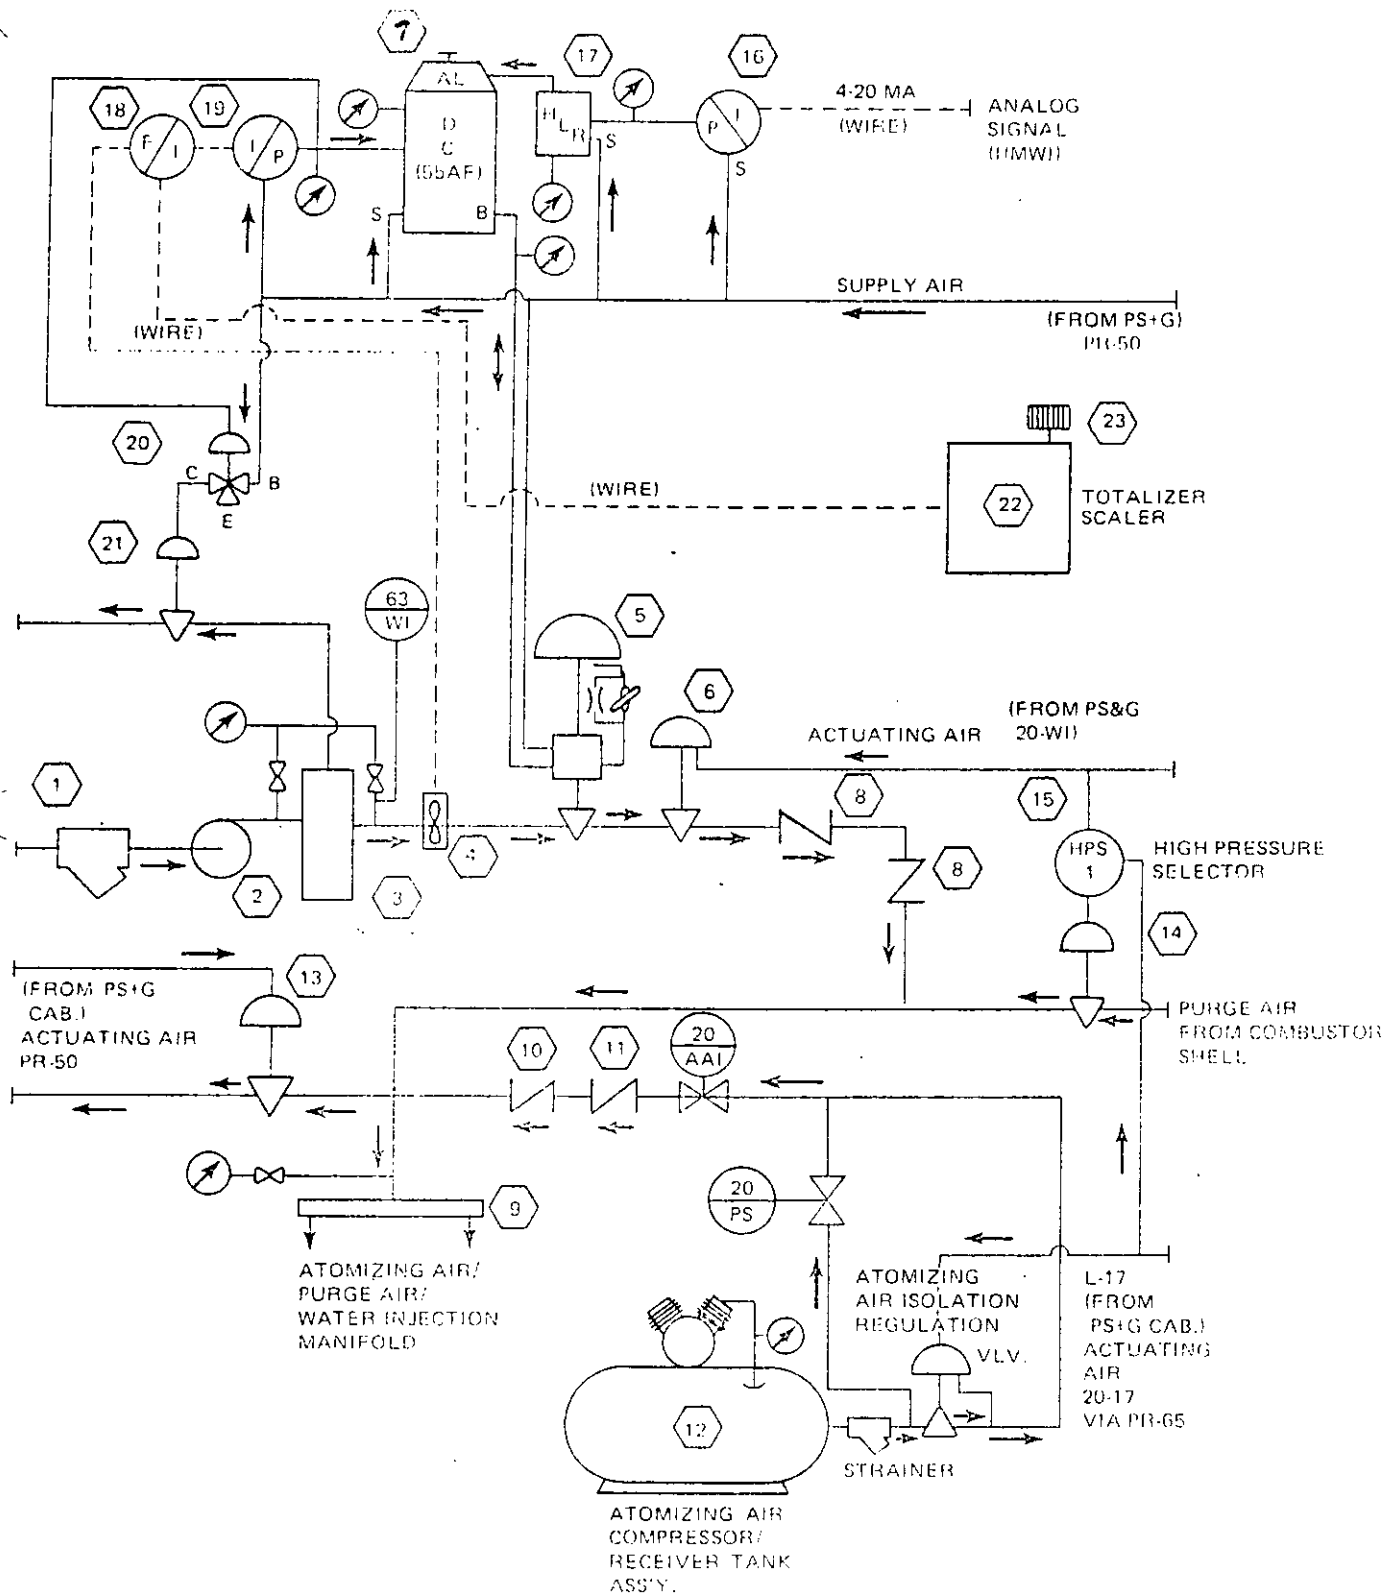 7
17
16
18
19
AL
4-20 MA
(WIRE)
ANALOG
SIGNAL
(HMW)
F
I
I
P
D
C
(55AF)
H
L
R
S
P
I
S
S
B
SUPPLY AIR
(FROM PS+G)
PR-50
(WIRE)
20
C
B
E
23
(WIRE)
22
TOTALIZER
SCALER
21
63
WI
5
6
(FROM PS&G
20-WI)
ACTUATING AIR
1
8
15
2
3
4
8
HPS
1
HIGH PRESSURE
SELECTOR
14
13
(FROM PS+G
CAB.)
ACTUATING AIR
PR-50
PURGE AIR
FROM COMBUSTOR
SHELL
10
11
20
AAI
20
PS
9
ATOMIZING AIR/
PURGE AIR/
WATER INJECTION
MANIFOLD
ATOMIZING
AIR ISOLATION
REGULATION
VLV.
L-17
(FROM
PS+G CAB.)
ACTUATING
AIR
20-17
VIA PR-65
12
STRAINER
ATOMIZING AIR
COMPRESSOR/
RECEIVER TANK
ASS'Y.